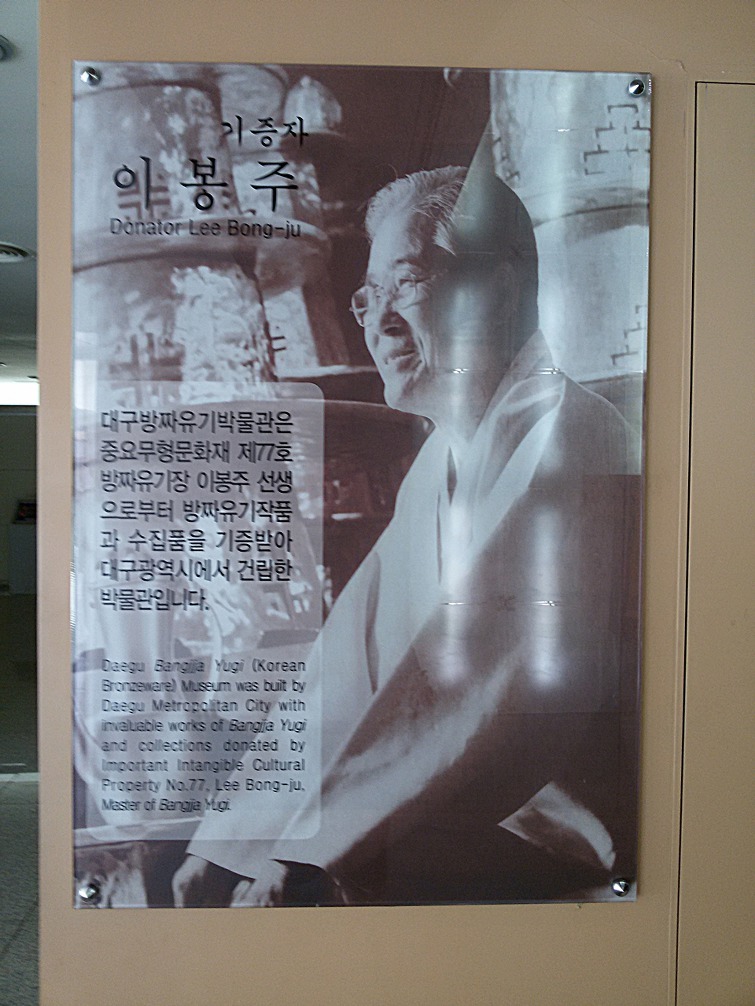 기증자
이봉주
Donator Lee Bong-ju
대구방짜유기박물관은
중요무형문화재 제77호
방짜유기장 이봉주 선생
으로부터 방짜유기작품
과 수집품을 기증받아
대구광역시에서 건립한
박물관입니다.
Daegu Bangjja Yugi (Korean
Bronzeware) Museum was built by
Daegu Metropolitan City with
invaluable works of Bangjja Yugi
and collections donated by
Important Intangible Cultural
Property No.77, Lee Bong-ju,
Master of Bangjja Yugi.